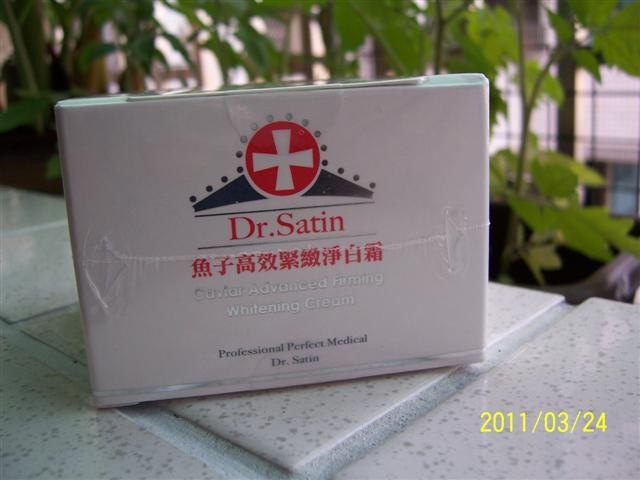 Dr.Satin
魚子高效緊緻淨白霜
Caviar Advanced Firming
Whitening Cream
Professional Perfect Medical
Dr. Satin
2011/03/24